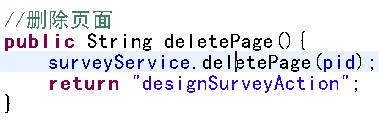 //删除页面
public String deletePage(){
    surveyService.deletePage(pid);
    return "designSurveyAction";
}